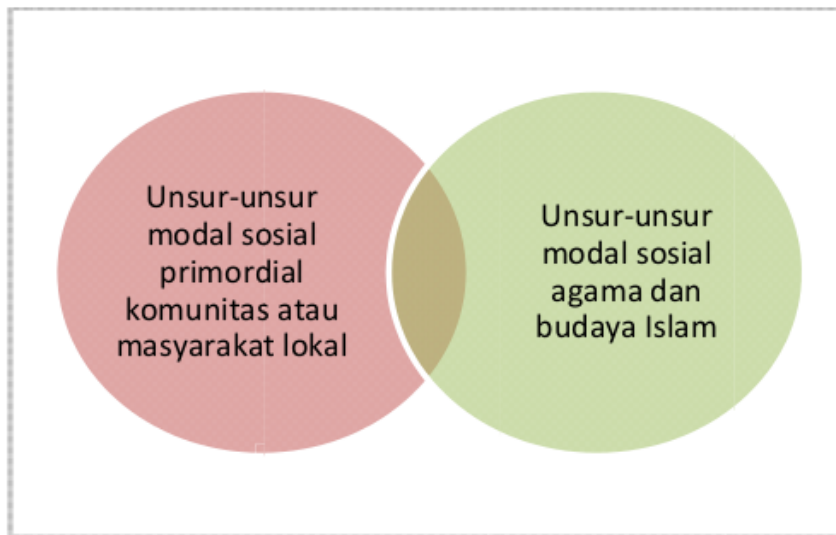 Unsur-unsur
modal sosial
primordial
komunitas atau
masyarakat lokal
Unsur-unsur
modal sosial
agama dan
budaya Islam